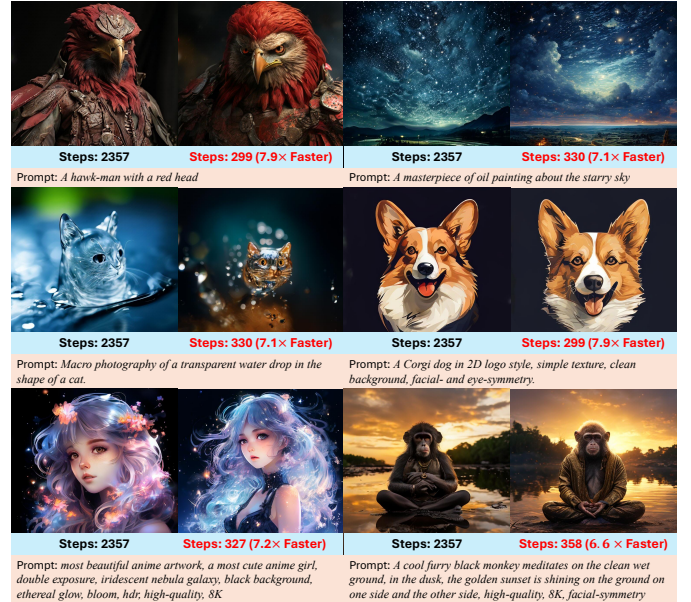 Steps: 2357
Steps: 299 (7.9× Faster)
Steps: 2357
Steps: 330 (7.1× Faster)
Prompt: A hawk-man with a red head
Prompt: A masterpiece of oil painting about the starry sky
Steps: 2357
Steps: 330 (7.1× Faster)
Steps: 2357
Steps: 299 (7.9× Faster)
Prompt: Macro photography of a transparent water drop in the
shape of a cat.
Prompt: A Corgi dog in 2D logo style, simple texture, clean
background, facial- and eye-symmetry.
Steps: 2357
Steps: 327 (7.2× Faster)
Steps: 2357
Steps: 358 (6.6 × Faster)
Prompt: most beautiful anime artwork, a most cute anime girl,
double exposure, iridescent nebula galaxy, black background,
ethereal glow, bloom, hdr, high-quality, 8K
Prompt: A cool furry black monkey meditates on the clean wet
ground, in the dusk, the golden sunset is shining on the ground on
one side and the other side, high-quality, 8K, facial-symmetry